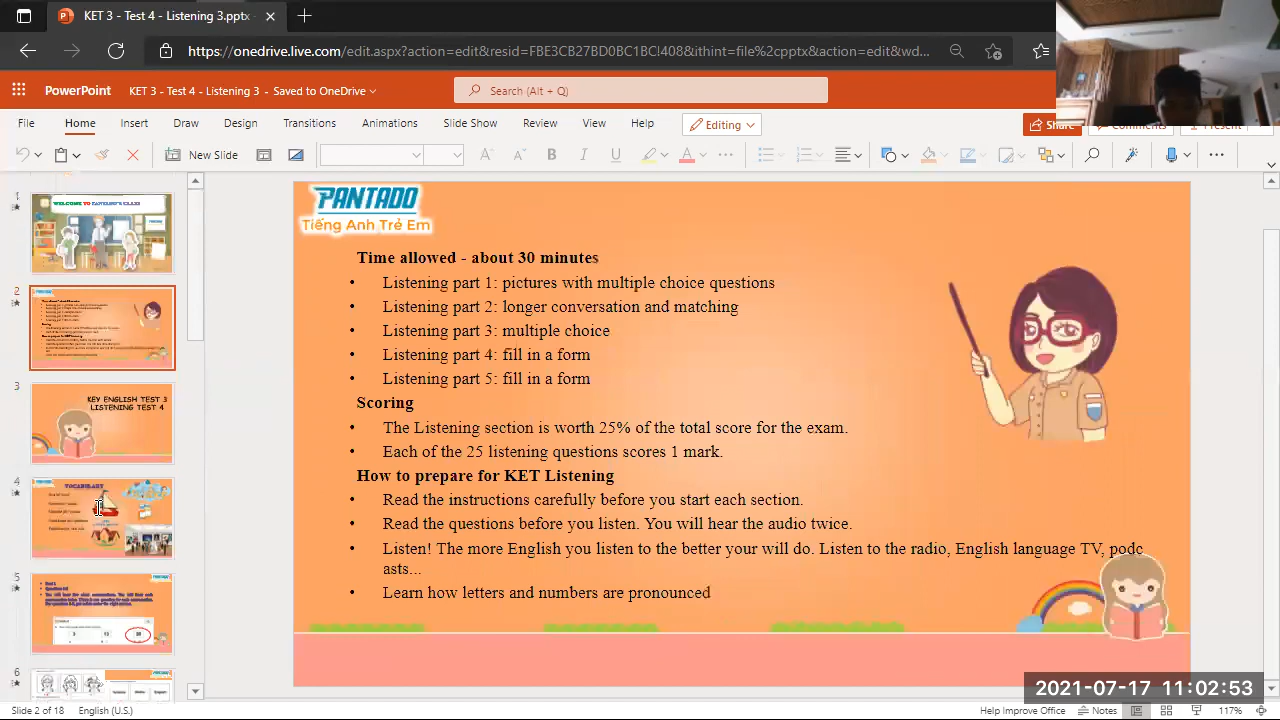 KET 3 - Test 4 - Listening 3.pptx
https://onedrive.live.com/edit.aspx?action=edit&resid=FBE3CB27BD0BC1BC!408&ithint=file%2cpptx&action=edit&wd...
PowerPoint KET 3 - Test 4 - Listening 3 - Saved to OneDrive
Search (Alt + Q)
File Home Insert Draw Design Transitions Animations Slide Show Review View Help Editing Share Comments Present
New Slide
1
WELCOME TO
2
3
KEY ENGLISH TEST 3
LISTENING TEST 4
4
VOCABULARY
5
6
PANTADO
Tiếng Anh Trẻ Em
Time allowed - about 30 minutes
• Listening part 1: pictures with multiple choice questions
• Listening part 2: longer conversation and matching
• Listening part 3: multiple choice
• Listening part 4: fill in a form
• Listening part 5: fill in a form
Scoring
• The Listening section is worth 25% of the total score for the exam.
• Each of the 25 listening questions scores 1 mark.
How to prepare for KET Listening
• Read the instructions carefully before you start each section.
• Read the questions before you listen. You will hear the audio twice.
• Listen! The more English you listen to the better your will do. Listen to the radio, English language TV, podc
asts...
• Learn how letters and numbers are pronounced
2021-07-17 11:02:53
Slide 2 of 18 English (U.S.) Help Improve Office Notes 117%